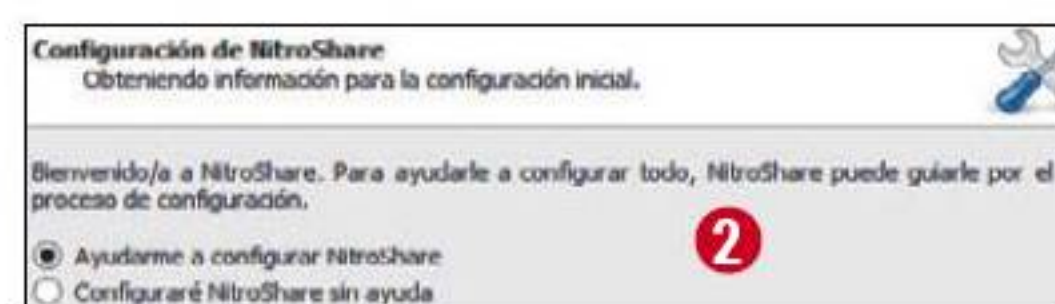 Configuración de NitroShare
Obteniendo información para la configuración inicial.
Bienvenido/a a NitroShare. Para ayudarle a configurar todo, NitroShare puede guiarle por el
proceso de configuración.
Ayudarme a configurar NitroShare
2
Configuraré NitroShare sin ayuda